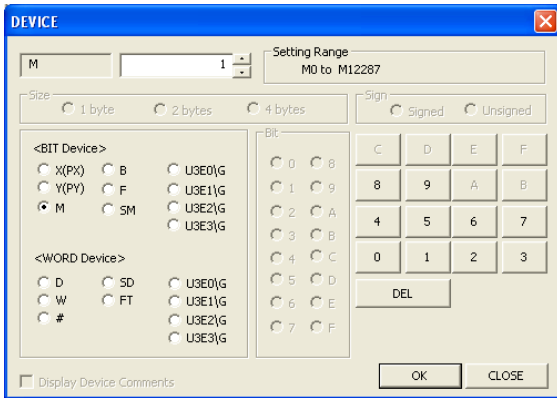 DEVICE
M 1
Setting Range
M0 to M12287
Size
1 byte 2 bytes 4 bytes
Sign
Signed Unsigned
<BIT Device>
X(PX) B U3E0\G
Y(PY) F U3E1\G
M SM U3E2\G
U3E3\G
<WORD Device>
D SD U3E0\G
W FT U3E1\G
# U3E2\G
U3E3\G
Bit
0 8
1 9
2 A
3 B
4 C
5 D
6 E
7 F
C D E F
8 9 A B
4 5 6 7
0 1 2 3
DEL
Display Device Comments
OK CLOSE